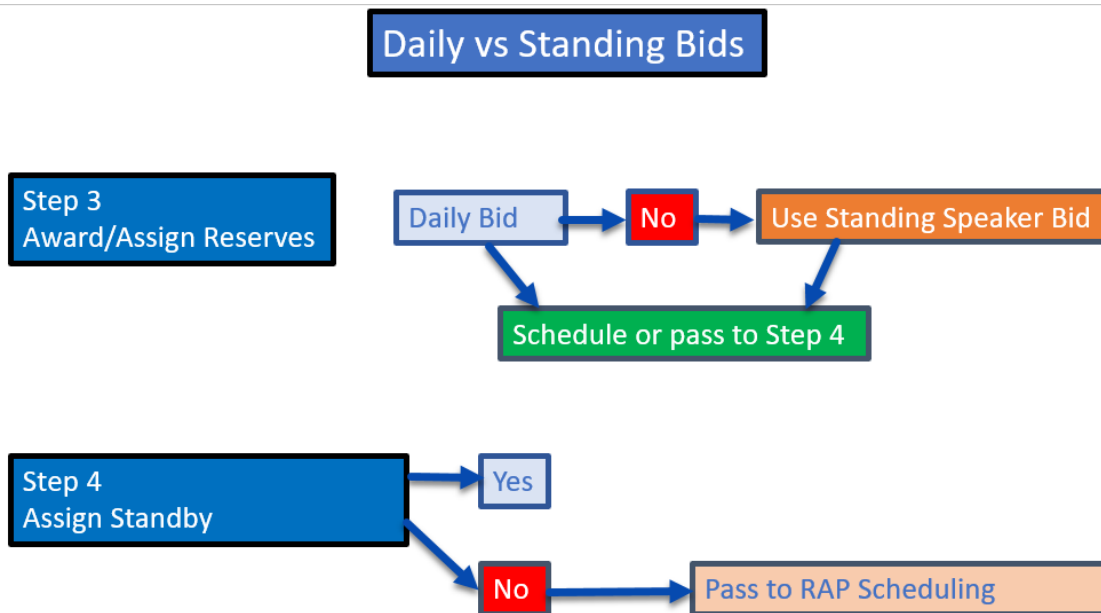 Daily vs Standing Bids
Step 3
Award/Assign Reserves
Daily Bid
No
Use Standing Speaker Bid
Schedule or pass to Step 4
Step 4
Assign Standby
Yes
No
Pass to RAP Scheduling